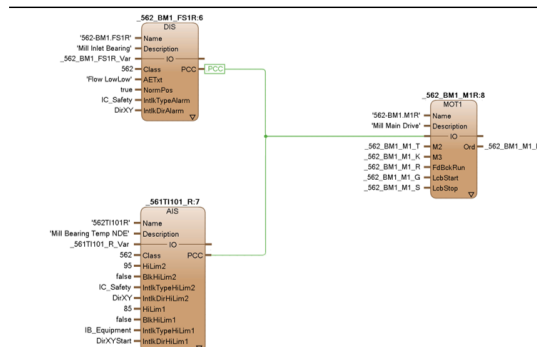 _562_BM1_FS1R:6
DIS
'562-BM1.FS1R' Name
'Mill Inlet Bearing' Description
_562_BM1_FS1R_Var IO
562 Class PCC PCC
'Flow LowLow' AETxt
true NormPos
IC_Safety IntlkTypeAlarm
DirXY IntlkDirAlarm
_562_BM1_M1R:8
MOT1
'562-BM1.M1R' Name
'Mill Main Drive' Description
IO
_562_BM1_M1_T M2 Ord
_562_BM1_M1_K M3
_562_BM1_M1_R FdBckRun
_562_BM1_M1_G LcbStart
_562_BM1_M1_S LcbStop
_561TI101_R:7
AIS
'562TI101R' Name
'Mill Bearing Temp NDE' Description
_561TI101_R_Var IO
562 Class PCC
95 HiLim2
false BlkHiLim2
IC_Safety IntlkTypeHiLim2
DirXY IntlkDirHiLim2
85 HiLim1
false BlkHiLim1
IB_Equipment IntlkTypeHiLim1
DirXYStart IntlkDirHiLim1